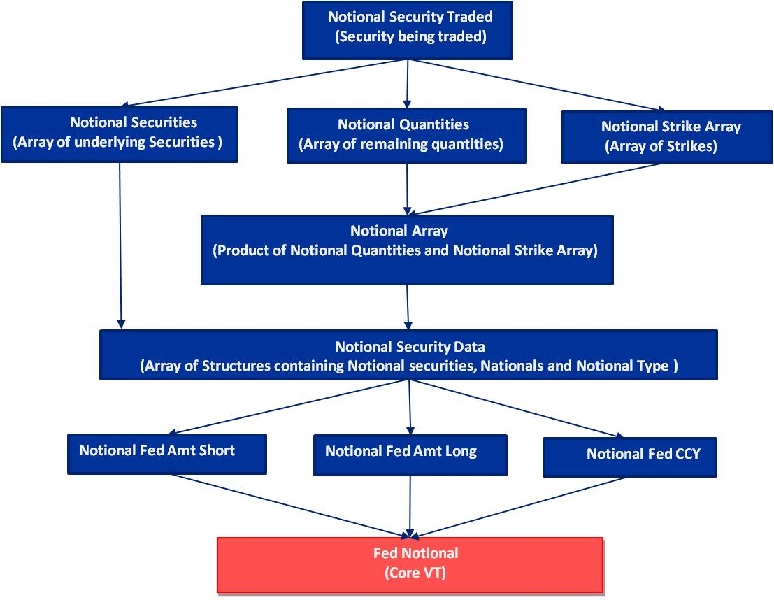 Notional Security Traded
(Security being traded)
Notional Securities
(Array of underlying Securities )
Notional Quantities
(Array of remaining quantities)
Notional Strike Array
(Array of Strikes)
Notional Array
(Product of Notional Quantities and Notional Strike Array)
Notional Security Data
(Array of Structures containing Notional securities, Nationals and Notional Type )
Notional Fed Amt Short
Notional Fed Amt Long
Notional Fed CCY
Fed Notional
(Core VT)